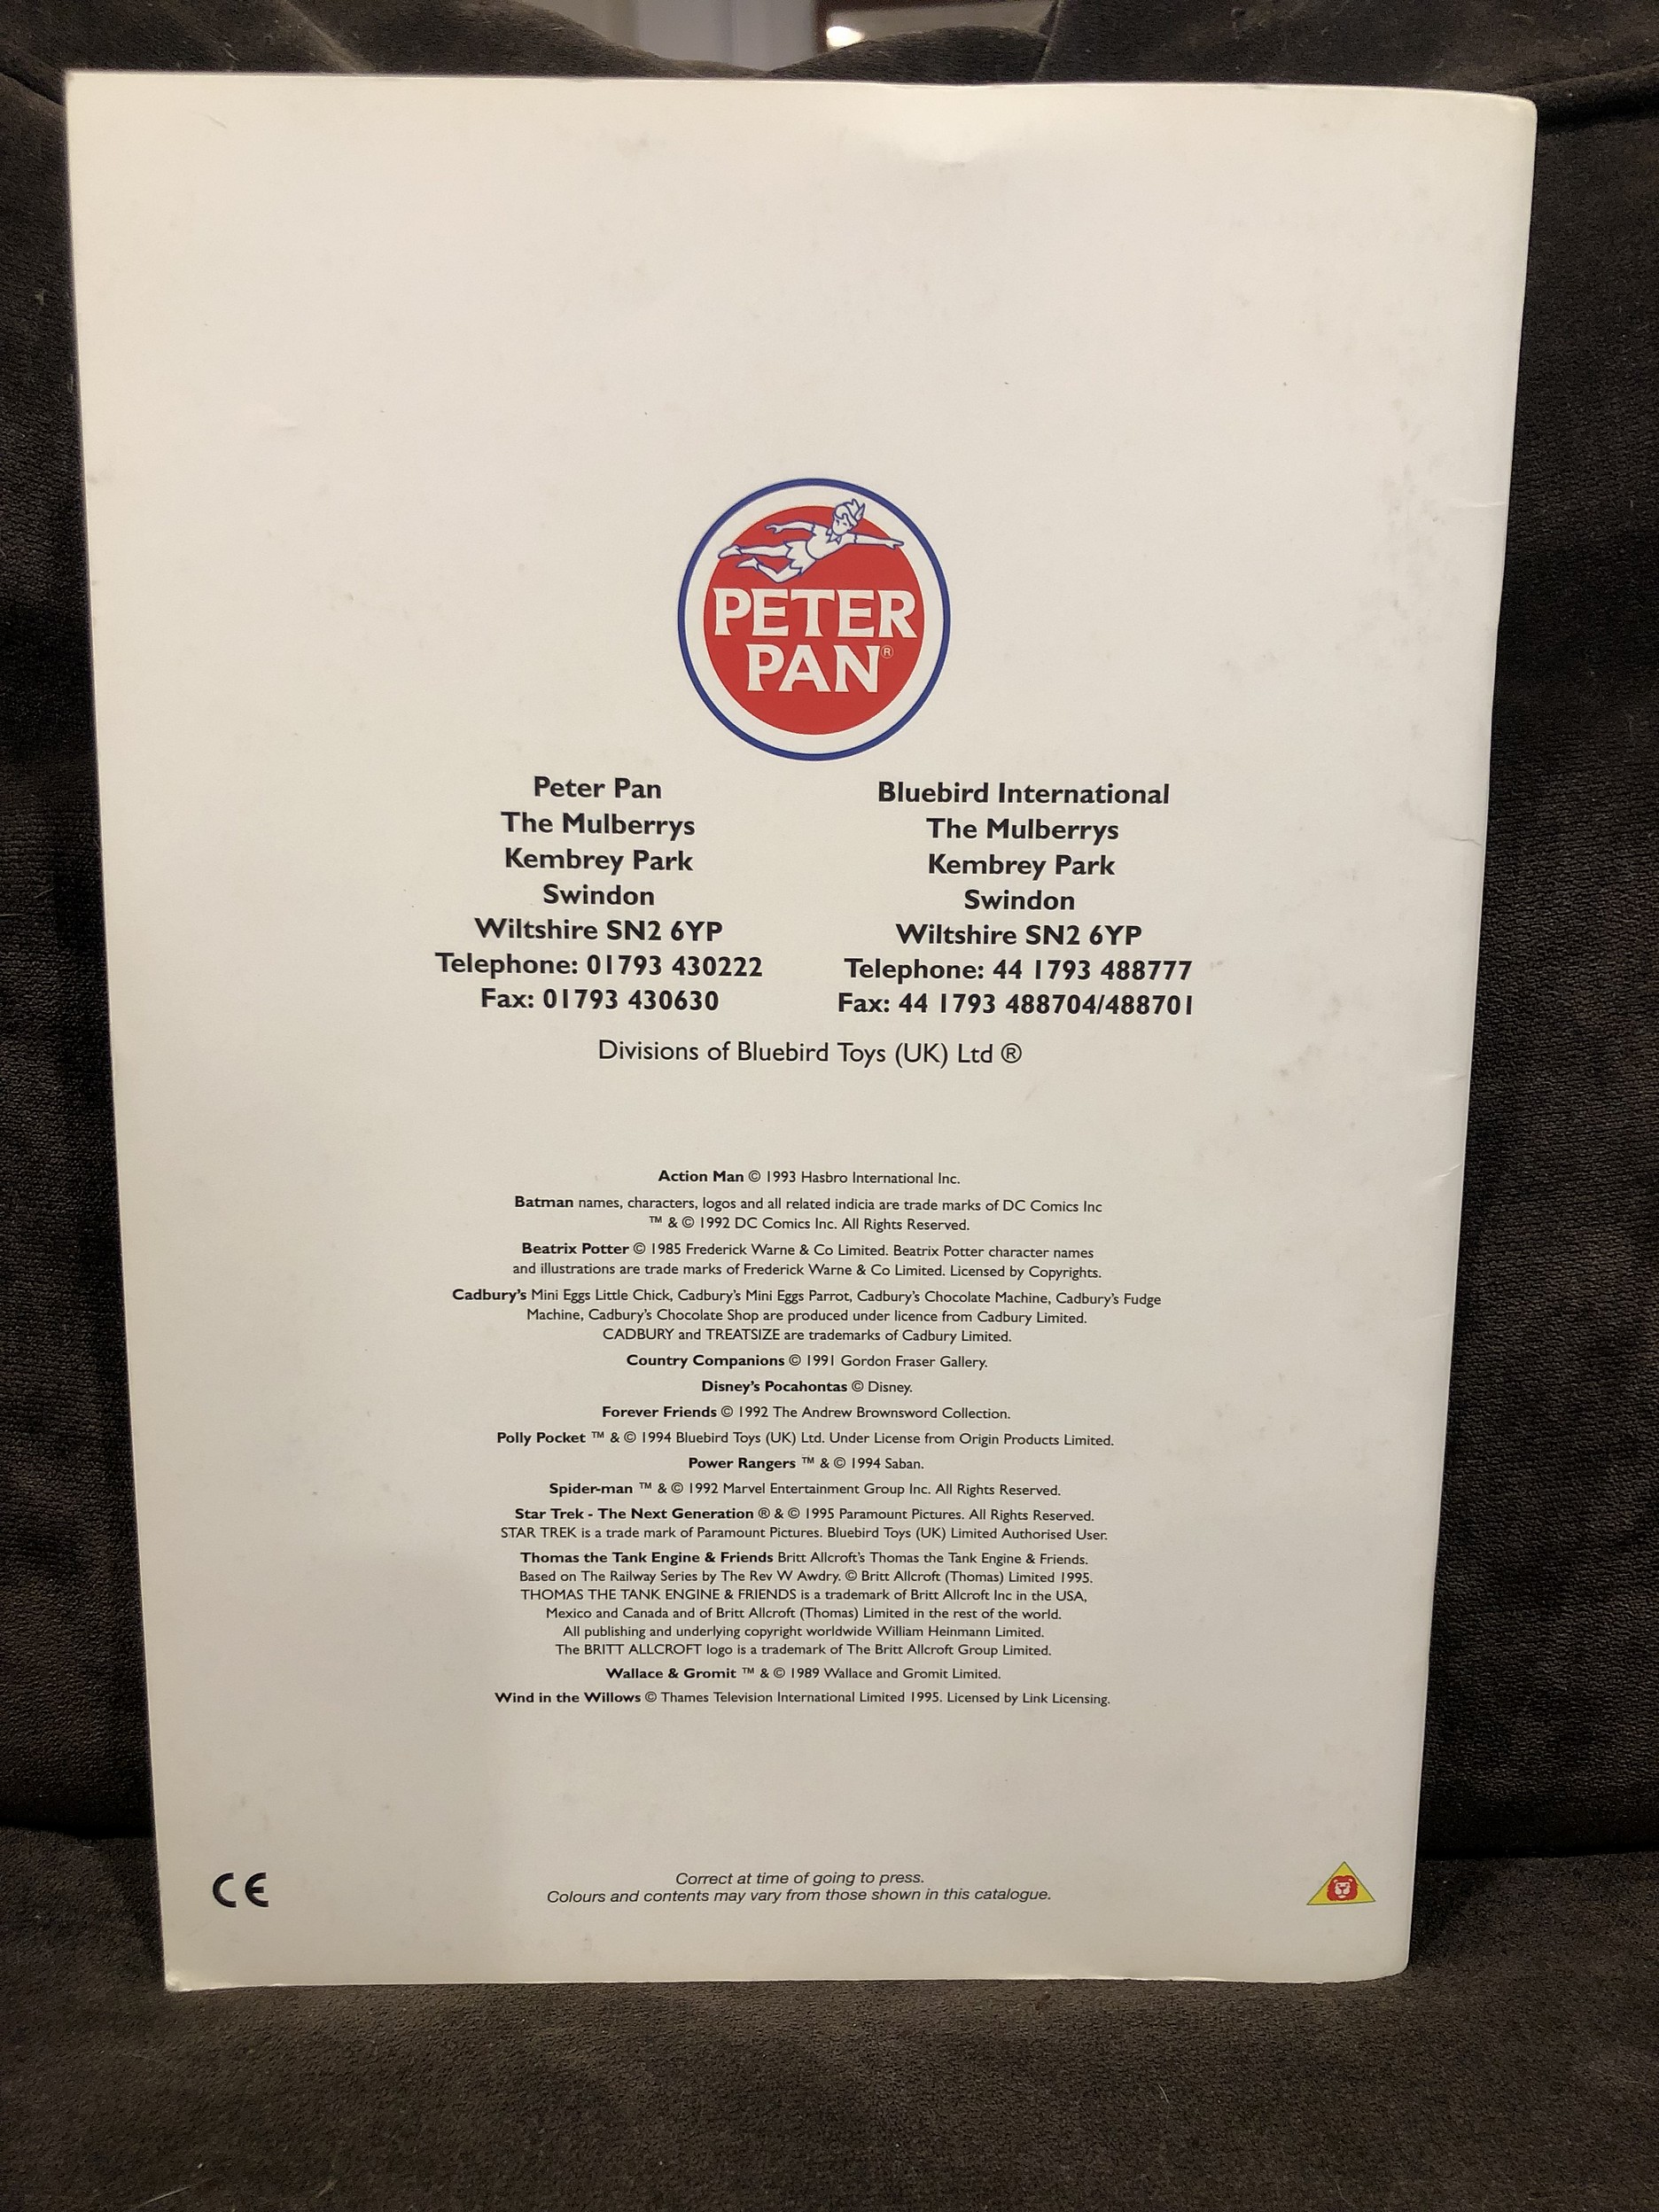 PETER
PAN®
Peter Pan
The Mulberrys
Kembrey Park
Swindon
Wiltshire SN2 6YP
Telephone: 01793 430222
Fax: 01793 430630
Bluebird International
The Mulberrys
Kembrey Park
Swindon
Wiltshire SN2 6YP
Telephone: 44 1793 488777
Fax: 44 1793 488704/488701
Divisions of Bluebird Toys (UK) Ltd ®
Action Man © 1993 Hasbro International Inc.
Batman names, characters, logos and all related indicia are trade marks of DC Comics Inc
™ & © 1992 DC Comics Inc. All Rights Reserved.
Beatrix Potter © 1985 Frederick Warne & Co Limited. Beatrix Potter character names
and illustrations are trade marks of Frederick Warne & Co Limited. Licensed by Copyrights.
Cadbury's Mini Eggs Little Chick, Cadbury's Mini Eggs Parrot, Cadbury's Chocolate Machine, Cadbury's Fudge
Machine, Cadbury's Chocolate Shop are produced under licence from Cadbury Limited.
CADBURY and TREATSIZE are trademarks of Cadbury Limited.
Country Companions © 1991 Gordon Fraser Gallery.
Disney's Pocahontas © Disney.
Forever Friends © 1992 The Andrew Brownsword Collection.
Polly Pocket ™ & © 1994 Bluebird Toys (UK) Ltd. Under License from Origin Products Limited.
Power Rangers ™ & © 1994 Saban.
Spider-man ™ & © 1992 Marvel Entertainment Group Inc. All Rights Reserved.
Star Trek - The Next Generation ® & © 1995 Paramount Pictures. All Rights Reserved.
STAR TREK is a trade mark of Paramount Pictures. Bluebird Toys (UK) Limited Authorised User.
Thomas the Tank Engine & Friends Britt Allcroft's Thomas the Tank Engine & Friends.
Based on The Railway Series by The Rev W Awdry. © Britt Allcroft (Thomas) Limited 1995.
THOMAS THE TANK ENGINE & FRIENDS is a trademark of Britt Allcroft Inc in the USA,
Mexico and Canada and of Britt Allcroft (Thomas) Limited in the rest of the world.
All publishing and underlying copyright worldwide William Heinmann Limited.
The BRITT ALLCROFT logo is a trademark of The Britt Allcroft Group Limited.
Wallace & Gromit ™ & © 1989 Wallace and Gromit Limited.
Wind in the Willows © Thames Television International Limited 1995. Licensed by Link Licensing.
CE
Correct at time of going to press.
Colours and contents may vary from those shown in this catalogue.